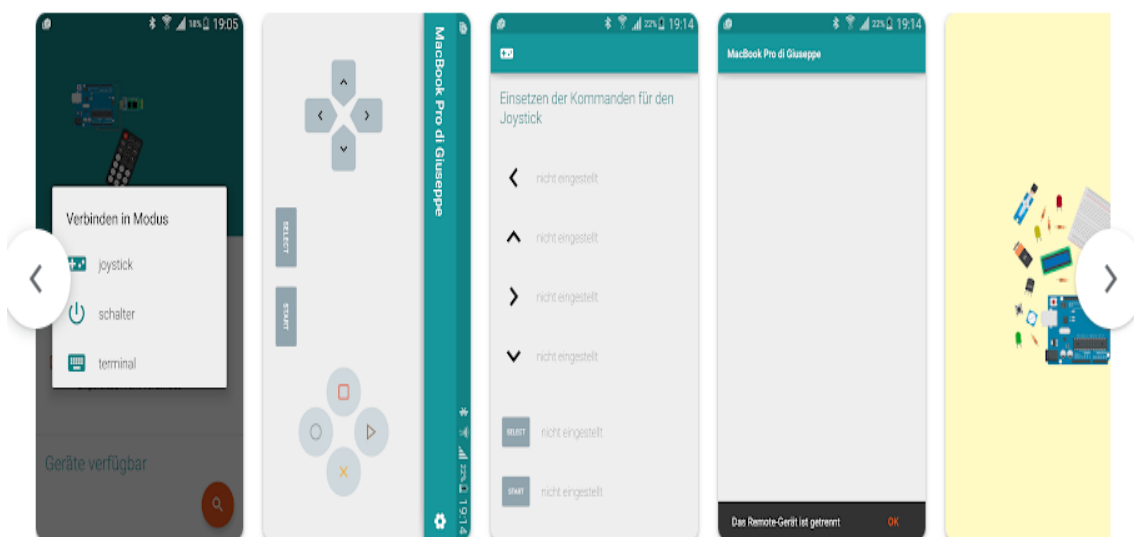 18% 19:05
Verbinden in Modus
joystick
schalter
terminal
Geräte verfügbar
MacBook Pro di Giuseppe
22% 19:14
SELECT
START
22% 19:14
Einsetzen der Kommanden für den
Joystick
nicht eingestellt
nicht eingestellt
nicht eingestellt
nicht eingestellt
SELECT nicht eingestellt
START nicht eingestellt
22% 19:14
MacBook Pro di Giuseppe
Das Remote-Gerät ist getrennt OK